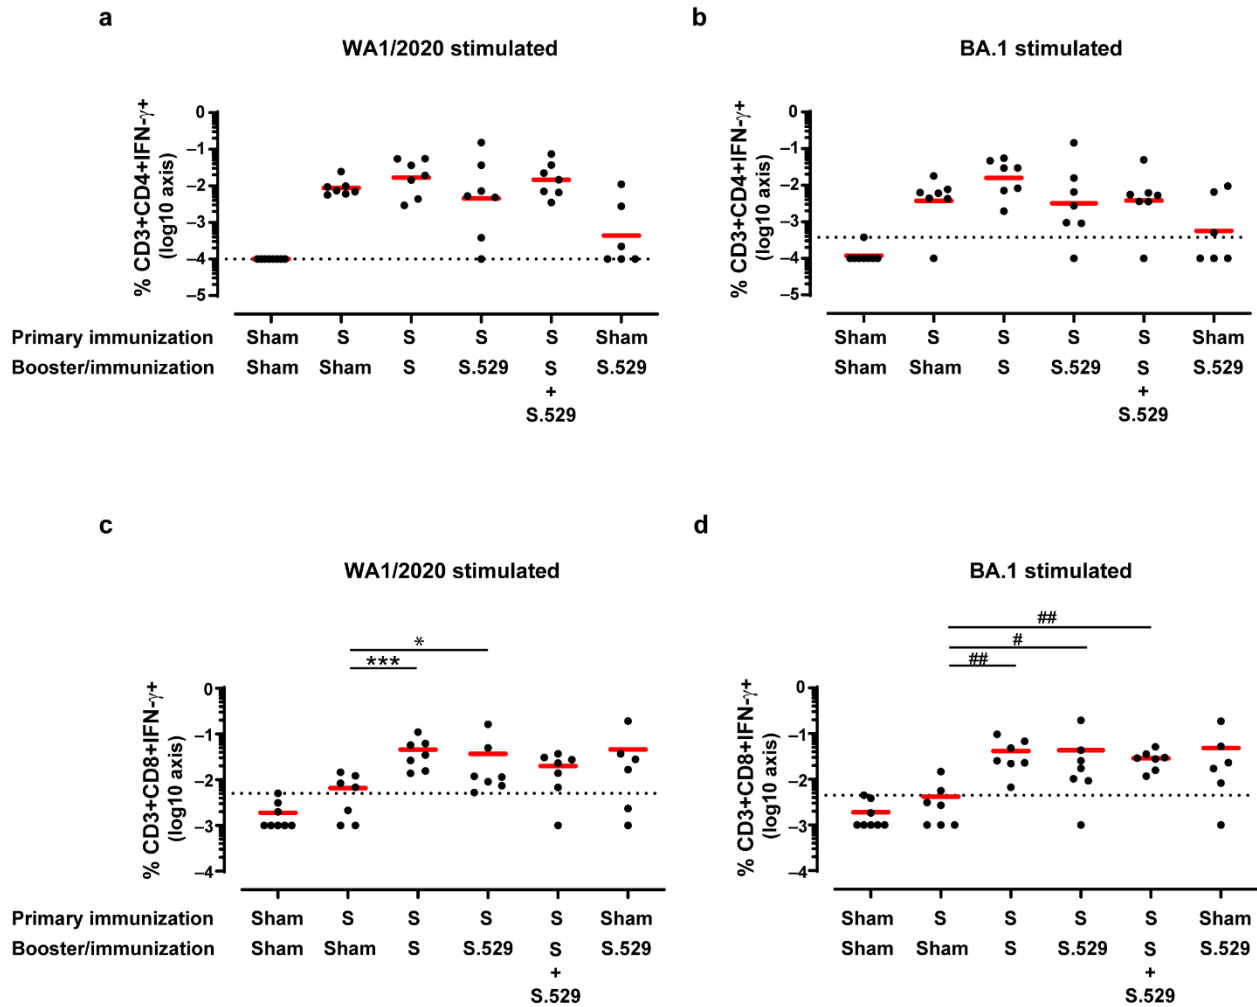 a
WA1/2020 stimulated
% CD3+CD4+IFN-γ+
(log10 axis)
0
−1
−2
−3
−4
−5
Primary immunization Sham S S S S Sham
Booster/immunization Sham Sham S S.529 S S.529
+
S.529
b
BA.1 stimulated
% CD3+CD4+IFN-γ+
(log10 axis)
0
−1
−2
−3
−4
−5
Sham S S S S Sham
Sham Sham S S.529 S S.529
+
S.529
c
WA1/2020 stimulated
*
***
% CD3+CD8+IFN-γ+
(log10 axis)
0
−1
−2
−3
−4
Primary immunization Sham S S S S Sham
Booster/immunization Sham Sham S S.529 S S.529
+
S.529
d
BA.1 stimulated
##
#
##
% CD3+CD8+IFN-γ+
(log10 axis)
0
−1
−2
−3
−4
Sham S S S S Sham
Sham Sham S S.529 S S.529
+
S.529